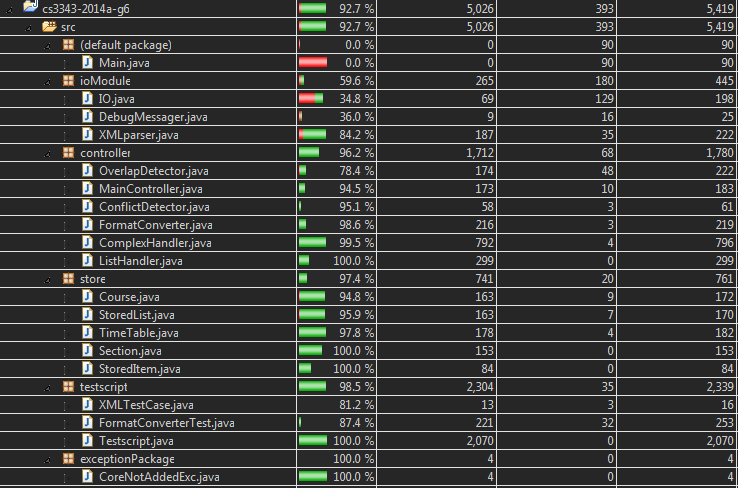 cs3343-2014a-g6 92.7 % 5,026 393 5,419
src 92.7 % 5,026 393 5,419
(default package) 0.0 % 0 90 90
Main.java 0.0 % 0 90 90
ioModule 59.6 % 265 180 445
IO.java 34.8 % 69 129 198
DebugMessager.java 36.0 % 9 16 25
XMLparser.java 84.2 % 187 35 222
controller 96.2 % 1,712 68 1,780
OverlapDetector.java 78.4 % 174 48 222
MainController.java 94.5 % 173 10 183
ConflictDetector.java 95.1 % 58 3 61
FormatConverter.java 98.6 % 216 3 219
ComplexHandler.java 99.5 % 792 4 796
ListHandler.java 100.0 % 299 0 299
store 97.4 % 741 20 761
Course.java 94.8 % 163 9 172
StoredList.java 95.9 % 163 7 170
TimeTable.java 97.8 % 178 4 182
Section.java 100.0 % 153 0 153
StoredItem.java 100.0 % 84 0 84
testscript 98.5 % 2,304 35 2,339
XMLTestCase.java 81.2 % 13 3 16
FormatConverterTest.java 87.4 % 221 32 253
Testscript.java 100.0 % 2,070 0 2,070
exceptionPackage 100.0 % 4 0 4
CoreNotAddedExc.java 100.0 % 4 0 4